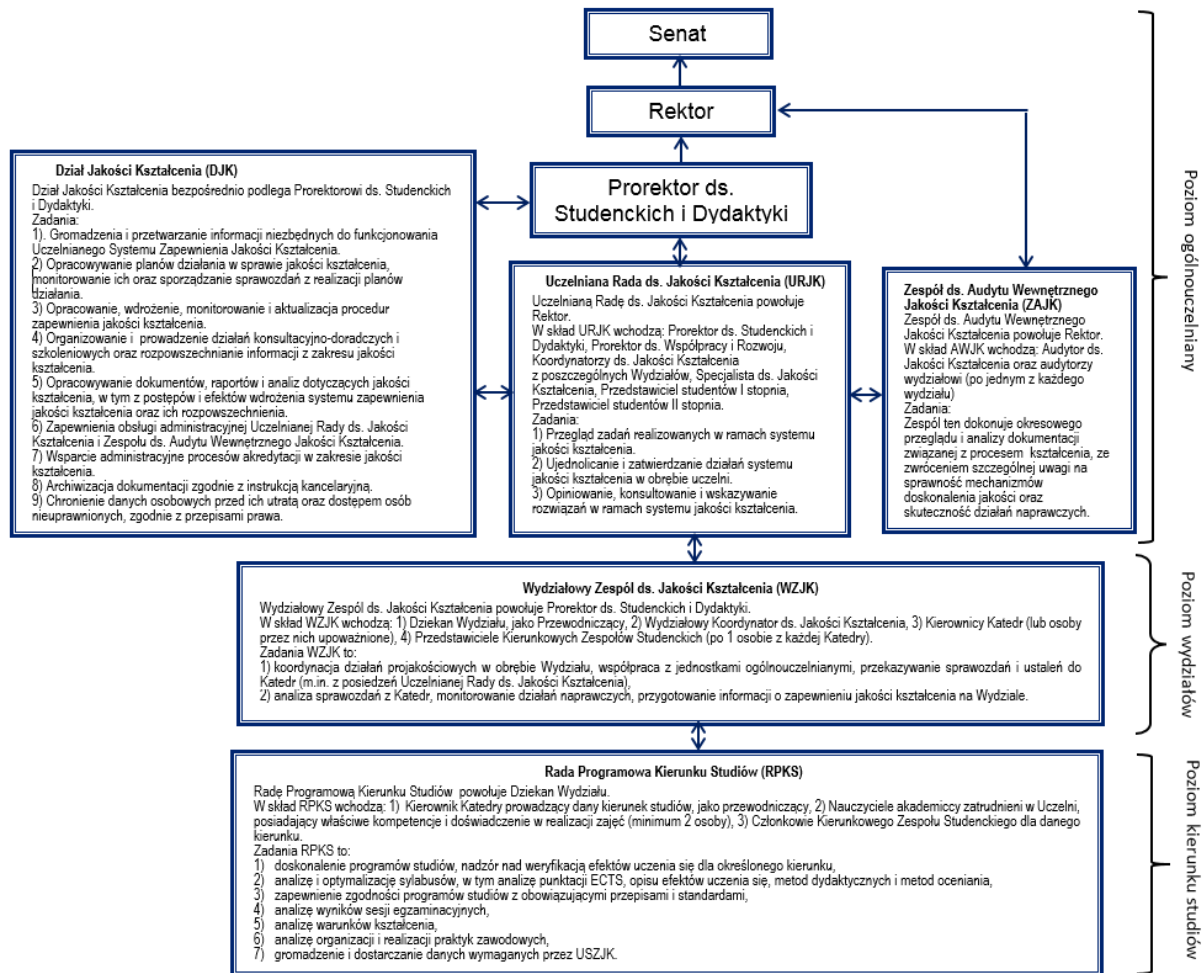 Senat
Rektor
Prorektor ds.
Studenckich i Dydaktyki
Dział Jakości Kształcenia (DJK)
Dział Jakości Kształcenia bezpośrednio podlega Prorektorowi ds. Studenckich
i Dydaktyki.
Zadania:
1). Gromadzenia i przetwarzanie informacji niezbędnych do funkcjonowania
Uczelnianego Systemu Zapewnienia Jakości Kształcenia.
2) Opracowywanie planów działania w sprawie jakości kształcenia,
monitorowanie ich oraz sporządzanie sprawozdań z realizacji planów
działania.
3) Opracowanie, wdrożenie, monitorowanie i aktualizacja procedur
zapewnienia jakości kształcenia.
4) Organizowanie i prowadzenie działań konsultacyjno-doradczych i
szkoleniowych oraz rozpowszechnianie informacji z zakresu jakości
kształcenia.
5) Opracowywanie dokumentów, raportów i analiz dotyczących jakości
kształcenia, w tym z postępów i efektów wdrożenia systemu zapewnienia
jakości kształcenia oraz ich rozpowszechnienia.
6) Zapewnienia obsługi administracyjnej Uczelnianej Rady ds. Jakości
Kształcenia i Zespołu ds. Audytu Wewnętrznego Jakości Kształcenia.
7) Wsparcie administracyjne procesów akredytacji w zakresie jakości
kształcenia.
8) Archiwizacja dokumentacji zgodnie z instrukcją kancelaryjną.
9) Chronienie danych osobowych przed ich utratą oraz dostępem osób
nieuprawnionych, zgodnie z przepisami prawa.
Uczelniana Rada ds. Jakości Kształcenia (URJK)
Uczelnianą Radę ds. Jakości Kształcenia powołuje
Rektor.
W skład URJK wchodzą: Prorektor ds. Studenckich i
Dydaktyki, Prorektor ds. Współpracy i Rozwoju,
Koordynatorzy ds. Jakości Kształcenia
z poszczególnych Wydziałów, Specjalista ds. Jakości
Kształcenia, Przedstawiciel studentów I stopnia,
Przedstawiciel studentów II stopnia.
Zadania:
1) Przegląd zadań realizowanych w ramach systemu
jakości kształcenia.
2) Ujednolicanie i zatwierdzanie działań systemu
jakości kształcenia w obrębie uczelni.
3) Opiniowanie, konsultowanie i wskazywanie
rozwiązań w ramach systemu jakości kształcenia.
Zespół ds. Audytu Wewnętrznego
Jakości Kształcenia (ZAJK)
Zespół ds. Audytu Wewnętrznego
Jakości Kształcenia powołuje Rektor.
W skład AWJK wchodzą: Audytor ds.
Jakości Kształcenia oraz audytorzy
wydziałowi (po jednym z każdego
wydziału)
Zadania:
Zespół ten dokonuje okresowego
przeglądu i analizy dokumentacji
związanej z procesem kształcenia, ze
zwróceniem szczególnej uwagi na
sprawność mechanizmów
doskonalenia jakości oraz
skuteczność działań naprawczych.
Poziom ogólnouczelniany
Wydziałowy Zespól ds. Jakości Kształcenia (WZJK)
Wydziałowy Zespól ds. Jakości Kształcenia powołuje Prorektor ds. Studenckich i Dydaktyki.
W skład WZJK wchodzą: 1) Dziekan Wydziału, jako Przewodniczący, 2) Wydziałowy Koordynator ds. Jakości Kształcenia, 3) Kierownicy Katedr (lub osoby
przez nich upoważnione), 4) Przedstawiciele Kierunkowych Zespołów Studenckich (po 1 osobie z każdej Katedry).
Zadania WZJK to:
1) koordynacja działań projakościowych w obrębie Wydziału, współpraca z jednostkami ogólnouczelnianymi, przekazywanie sprawozdań i ustaleń do
Katedr (m.in. z posiedzeń Uczelnianej Rady ds. Jakości Kształcenia),
2) analiza sprawozdań z Katedr, monitorowanie działań naprawczych, przygotowanie informacji o zapewnieniu jakości kształcenia na Wydziale.
Poziom wydziałów
Rada Programowa Kierunku Studiów (RPKS)
Radę Programową Kierunku Studiów powołuje Dziekan Wydziału.
W skład RPKS wchodzą: 1) Kierownik Katedry prowadzący dany kierunek studiów, jako przewodniczący, 2) Nauczyciele akademiccy zatrudnieni w Uczelni,
posiadający właściwe kompetencje i doświadczenie w realizacji zajęć (minimum 2 osoby), 3) Członkowie Kierunkowego Zespołu Studenckiego dla danego
kierunku.
Zadania RPKS to:
1) doskonalenie programów studiów, nadzór nad weryfikacją efektów uczenia się dla określonego kierunku,
2) analizę i optymalizację sylabusów, w tym analizę punktacji ECTS, opisu efektów uczenia się, metod dydaktycznych i metod oceniania,
3) zapewnienie zgodności programów studiów z obowiązującymi przepisami i standardami,
4) analizę wyników sesji egzaminacyjnych,
5) analizę warunków kształcenia,
6) analizę organizacji i realizacji praktyk zawodowych,
7) gromadzenie i dostarczanie danych wymaganych przez USZJK.
Poziom kierunku studiów